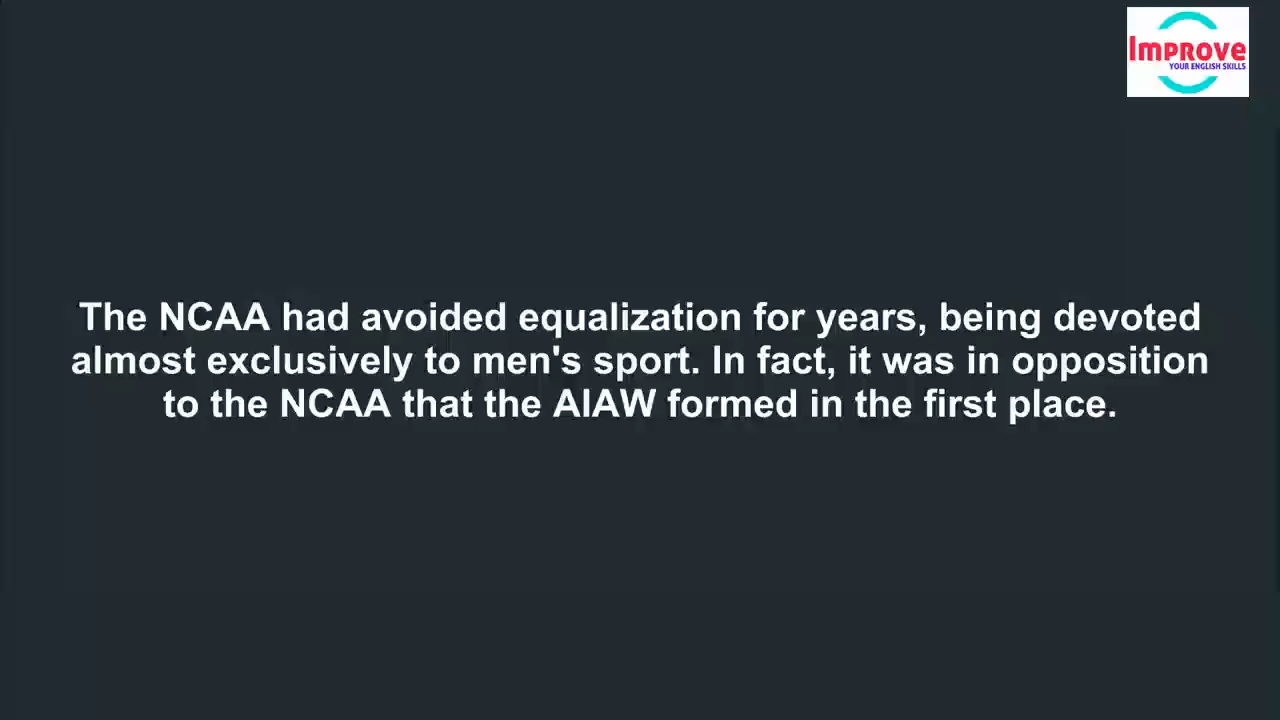 Improve
YOUR ENGLISH SKILLS
The NCAA had avoided equalization for years, being devoted
almost exclusively to men's sport. In fact, it was in opposition
to the NCAA that the AIAW formed in the first place.